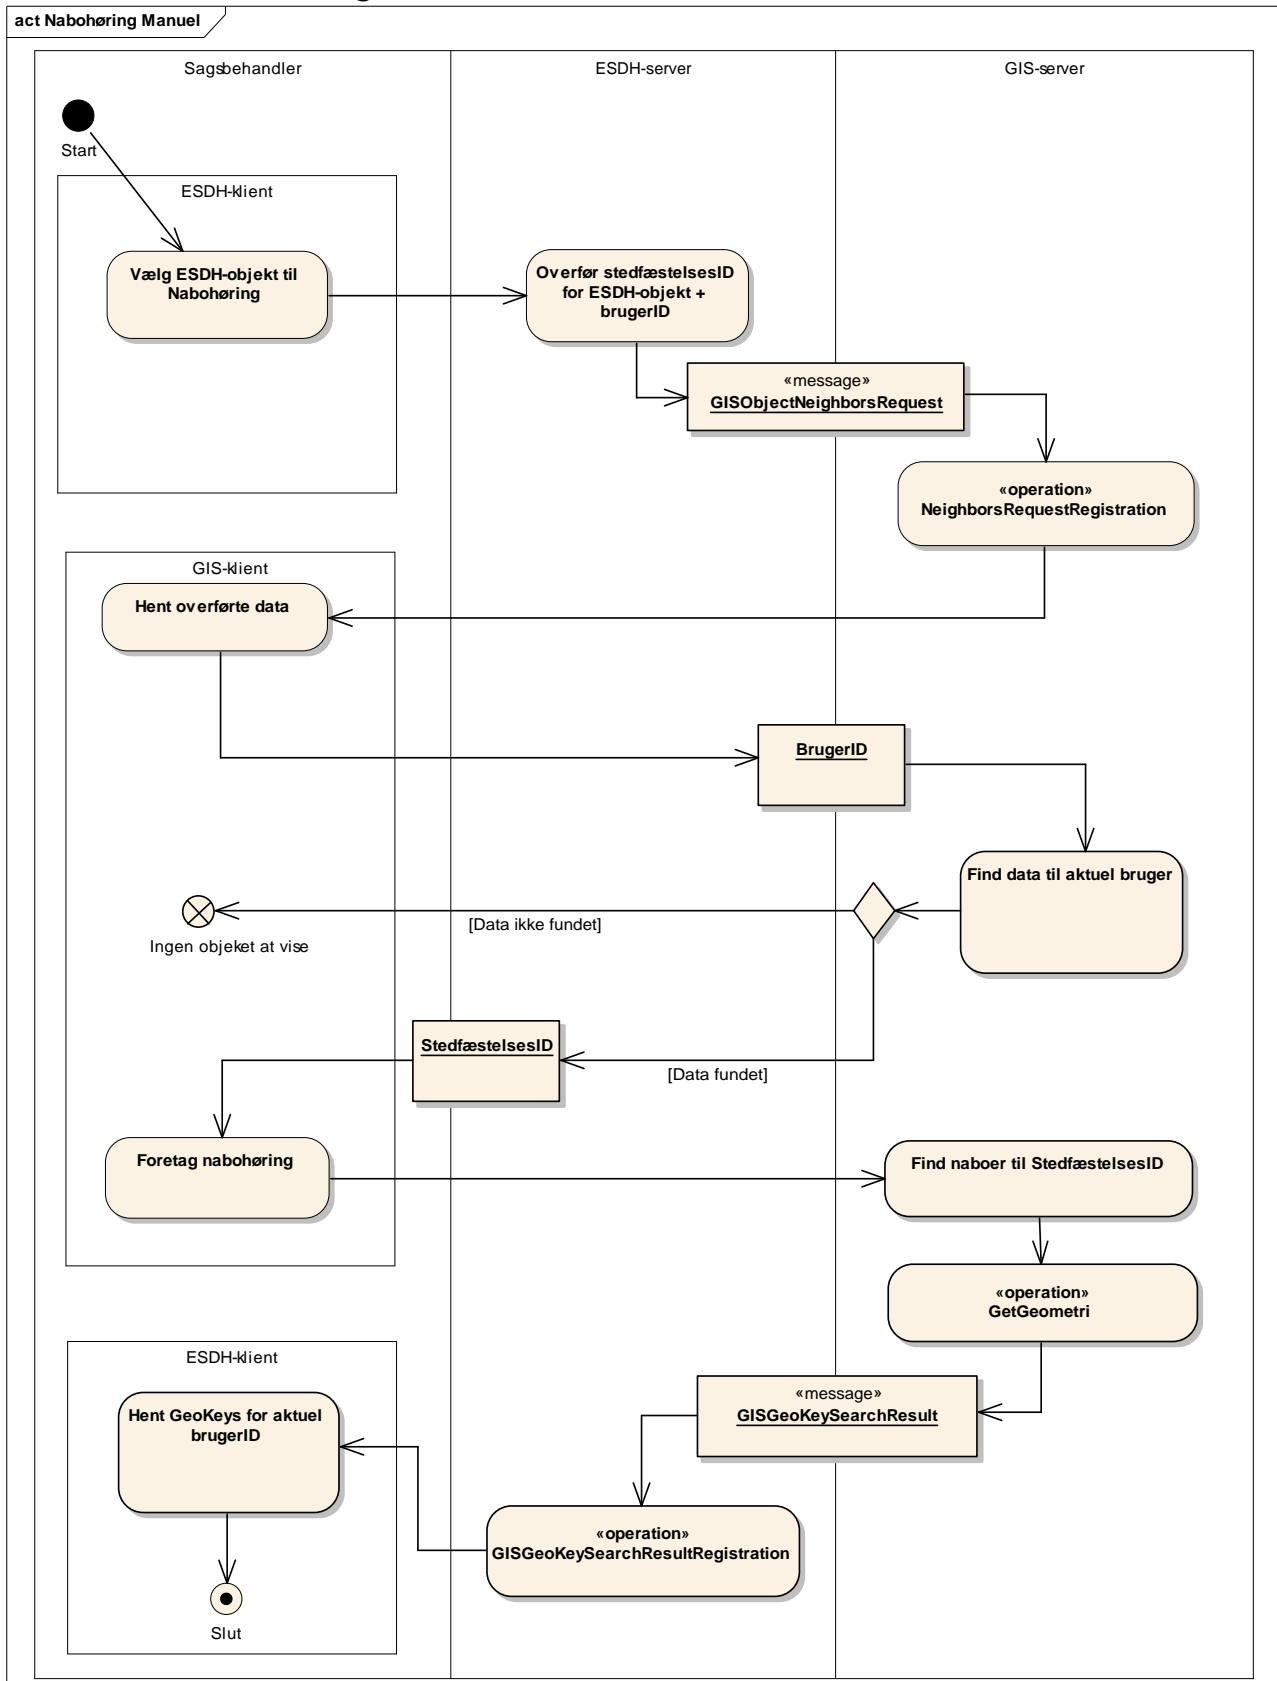 act Nabohøring Manuel
Sagsbehandler
ESDH-server
GIS-server
Start
ESDH-klient
Vælg ESDH-objekt til
Nabohøring
Overfør stedfæstelsesID
for ESDH-objekt +
brugerID
«message»
GISObjectNeighborsRequest
«operation»
NeighborsRequestRegistration
GIS-klient
Hent overførte data
BrugerID
Find data til aktuel bruger
[Data ikke fundet]
Ingen objeket at vise
StedfæstelsesID
[Data fundet]
Foretag nabohøring
Find naboer til StedfæstelsesID
«operation»
GetGeometri
ESDH-klient
«message»
GISGeoKeySearchResult
Hent GeoKeys for aktuel
brugerID
«operation»
GISGeoKeySearchResultRegistration
Slut